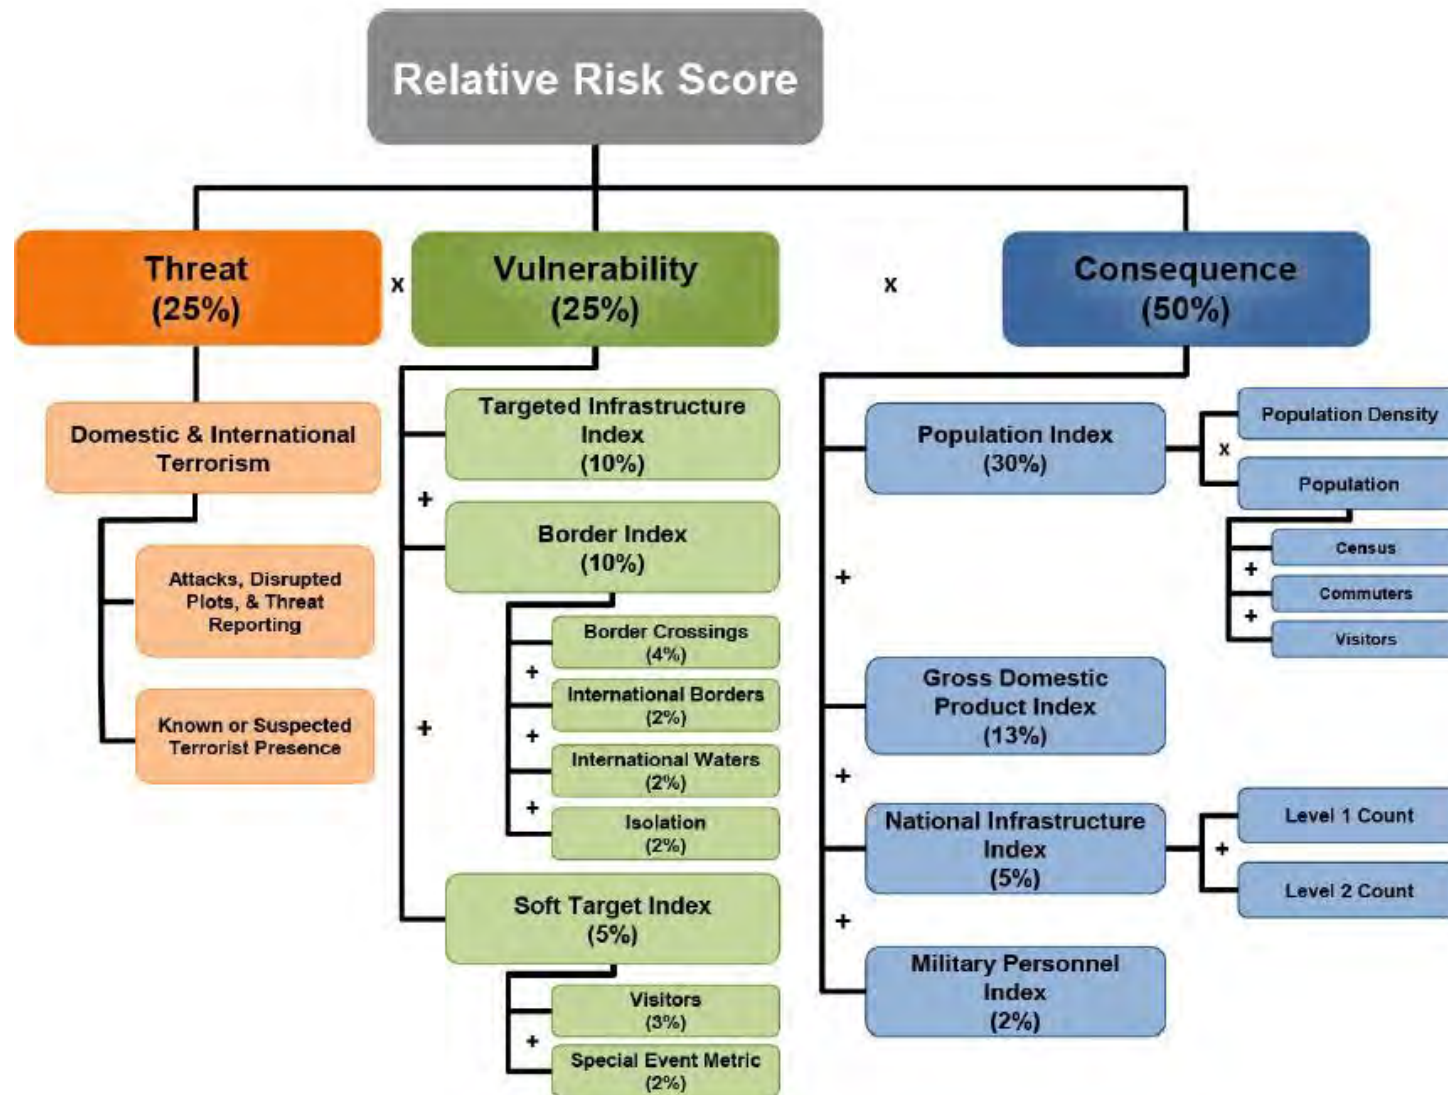 Relative Risk Score
Threat
(25%)
x
Vulnerability
(25%)
x
Consequence
(50%)
Domestic & International
Terrorism
Attacks, Disrupted
Plots, & Threat
Reporting
Known or Suspected
Terrorist Presence
Targeted Infrastructure
Index
(10%)
+
Border Index
(10%)
Border Crossings
(4%)
+
International Borders
(2%)
+
International Waters
(2%)
+
Isolation
(2%)
+
Soft Target Index
(5%)
Visitors
(3%)
+
Special Event Metric
(2%)
Population Index
(30%)
Population Density
x
Population
Census
+
Commuters
+
Visitors
+
Gross Domestic
Product Index
(13%)
+
National Infrastructure
Index
(5%)
Level 1 Count
+
Level 2 Count
+
Military Personnel
Index
(2%)